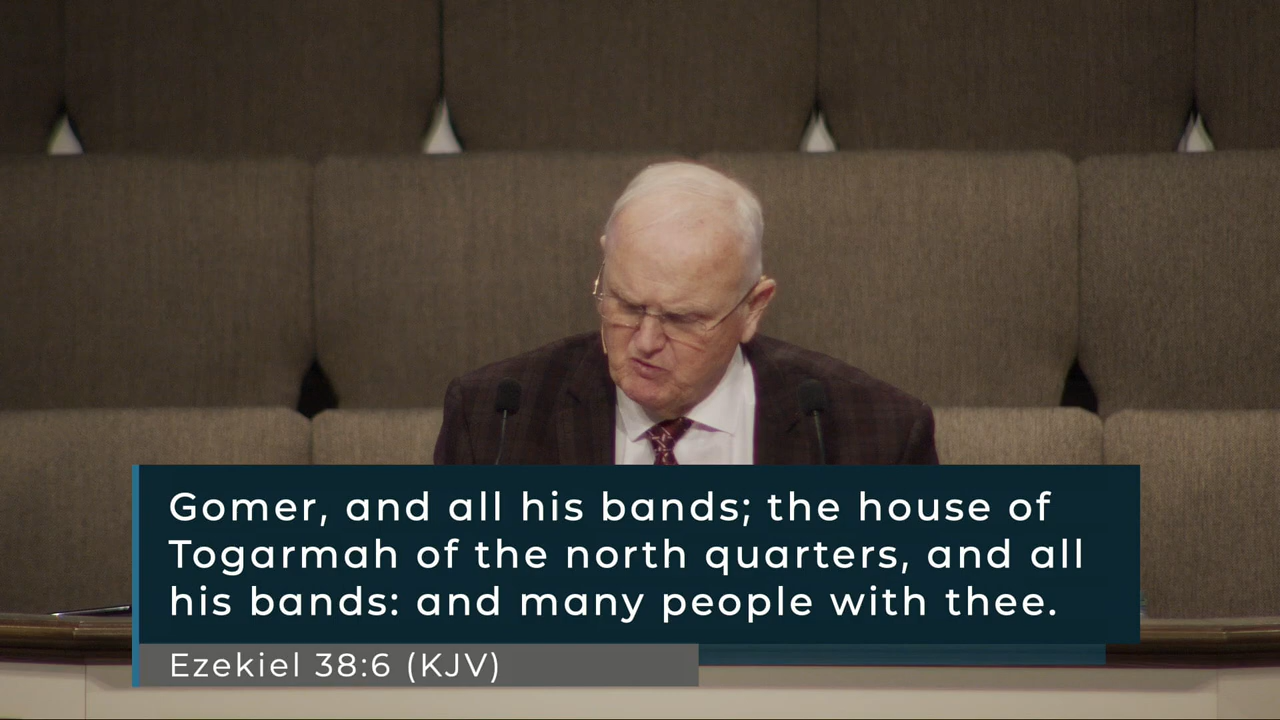 Gomer, and all his bands; the house of
Togarmah of the north quarters, and all
his bands: and many people with thee.
Ezekiel 38:6 (KJV)